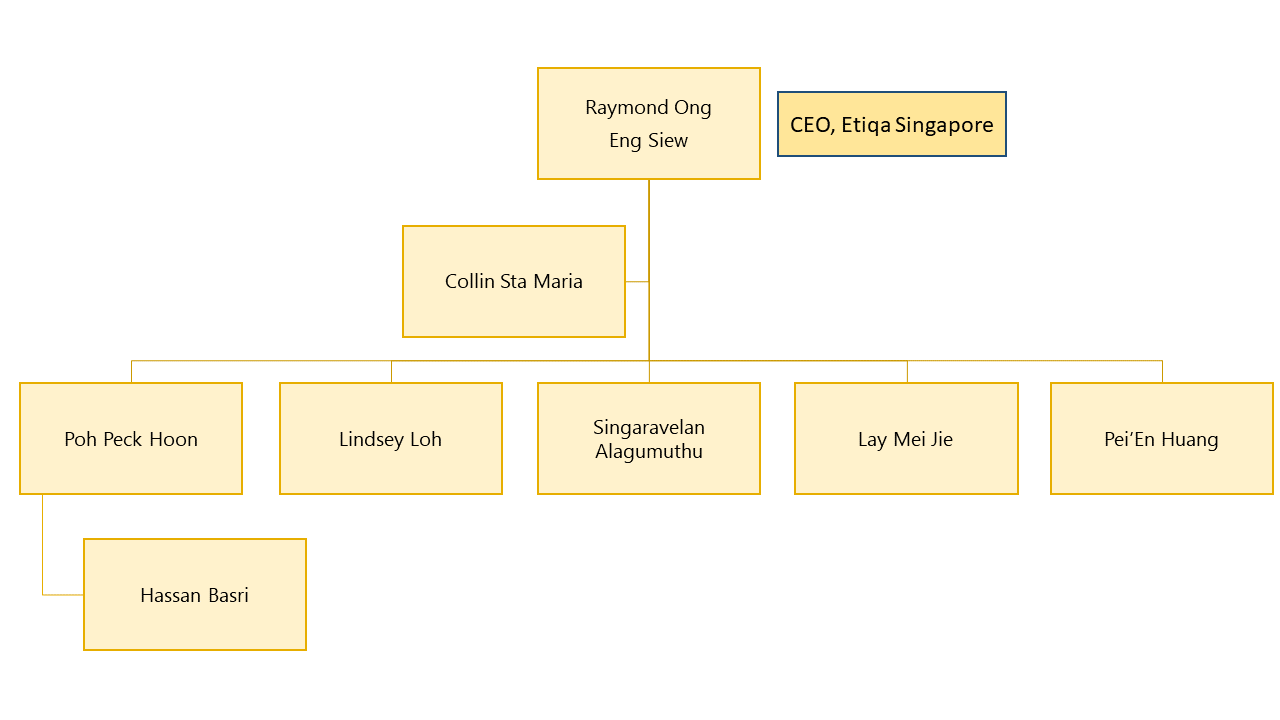 Raymond Ong
Eng Siew
CEO, Etiqa Singapore
Collin Sta Maria
Poh Peck Hoon
Lindsey Loh
Singaravelan
Alagumuthu
Lay Mei Jie
Pei’En Huang
Hassan Basri